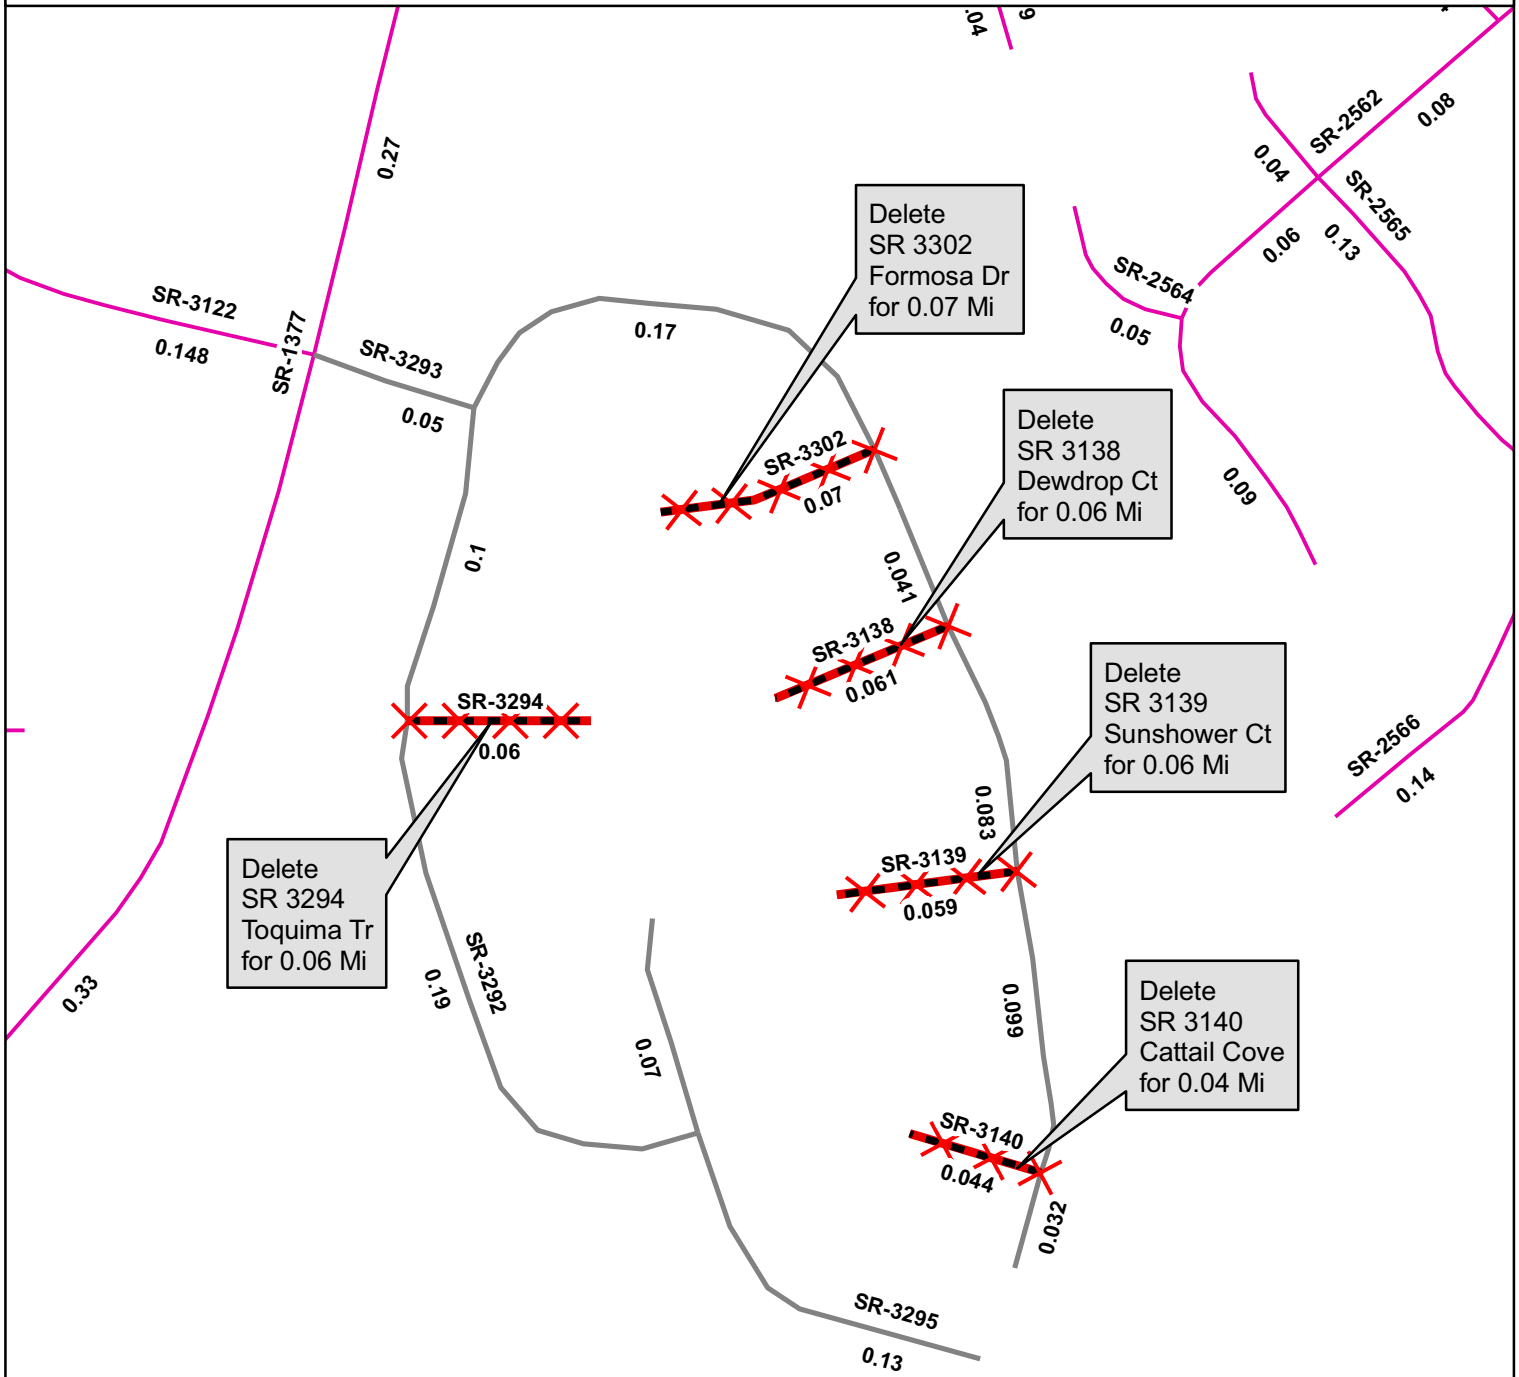 .04
9
0.27
SR-2562
0.08
0.04
SR-2565
0.06
0.13
Delete
SR 3302
Formosa Dr
for 0.07 Mi
SR-2564
0.05
SR-3122
0.148
SR-1377
SR-3293
0.05
0.17
Delete
SR 3138
Dewdrop Ct
for 0.06 Mi
SR-3302
0.07
0.09
0.1
0.041
SR-3138
0.061
Delete
SR 3139
Sunshower Ct
for 0.06 Mi
SR-3294
0.06
SR-2566
0.14
0.083
SR-3139
0.059
Delete
SR 3294
Toquima Tr
for 0.06 Mi
0.33
SR-3292
0.19
0.07
0.099
Delete
SR 3140
Cattail Cove
for 0.04 Mi
SR-3140
0.044
0.032
SR-3295
0.13